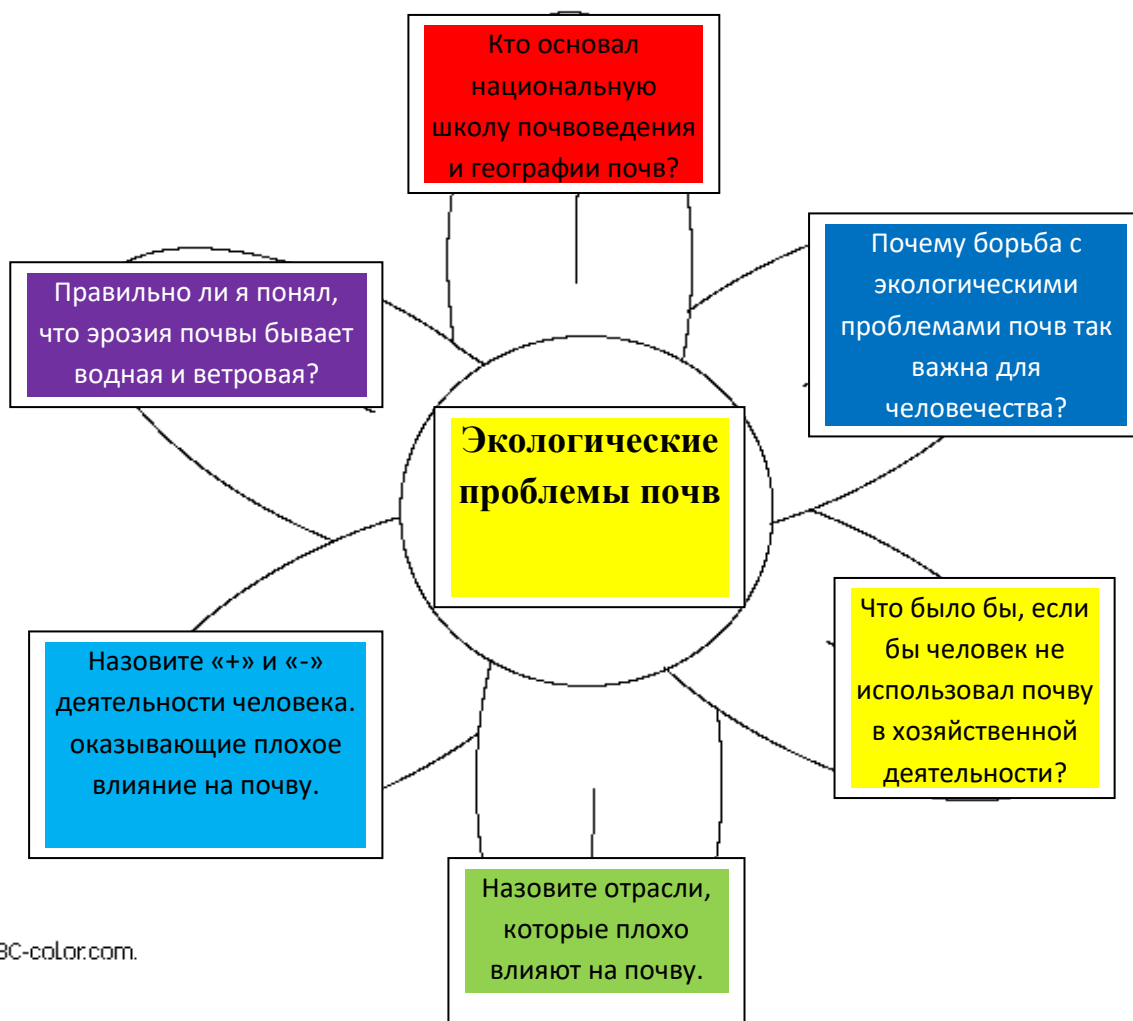 Кто основал
национальную
школу почвоведения
и географии почв?
Почему борьба с
экологическими
проблемами почв так
важна для
человечества?
Правильно ли я понял,
что эрозия почвы бывает
водная и ветровая?
Экологические
проблемы почв
Что было бы, если
бы человек не
использовал почву
в хозяйственной
деятельности?
Назовите «+» и «-»
деятельности человека.
оказывающие плохое
влияние на почву.
Назовите отрасли,
которые плохо
влияют на почву.
BC-color.com.